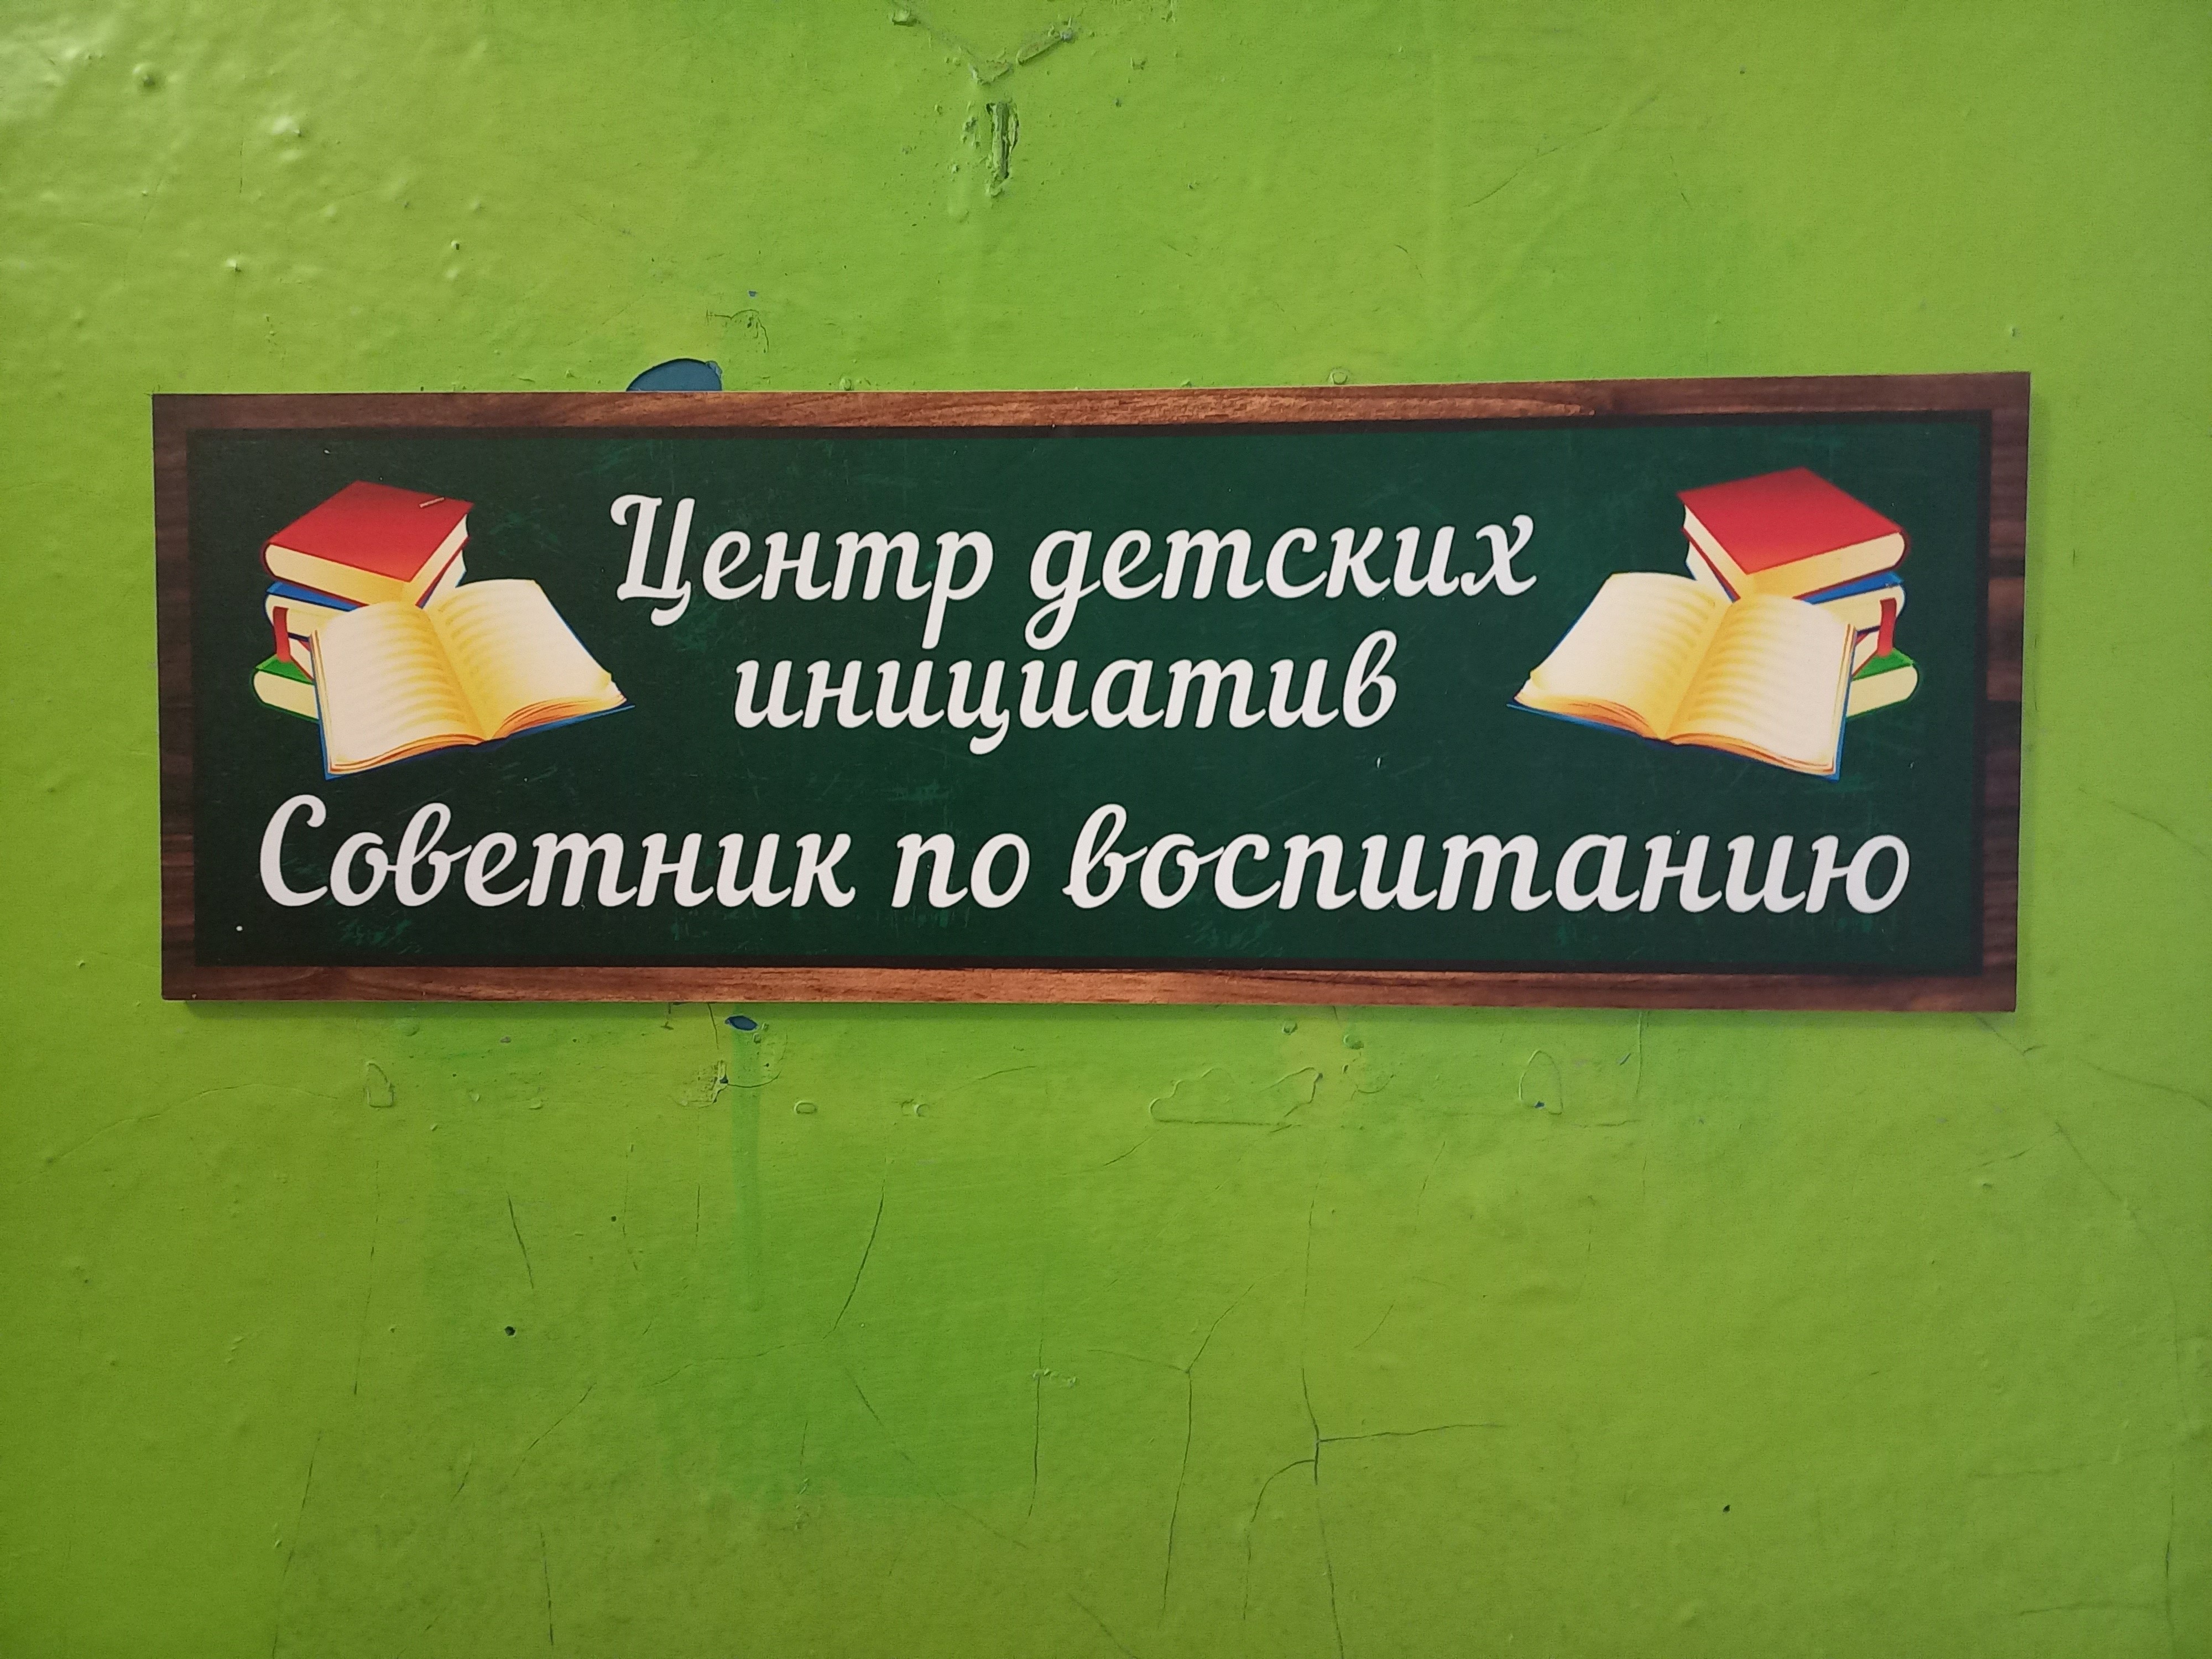 Центр детских
инициатив
Советник по воспитанию